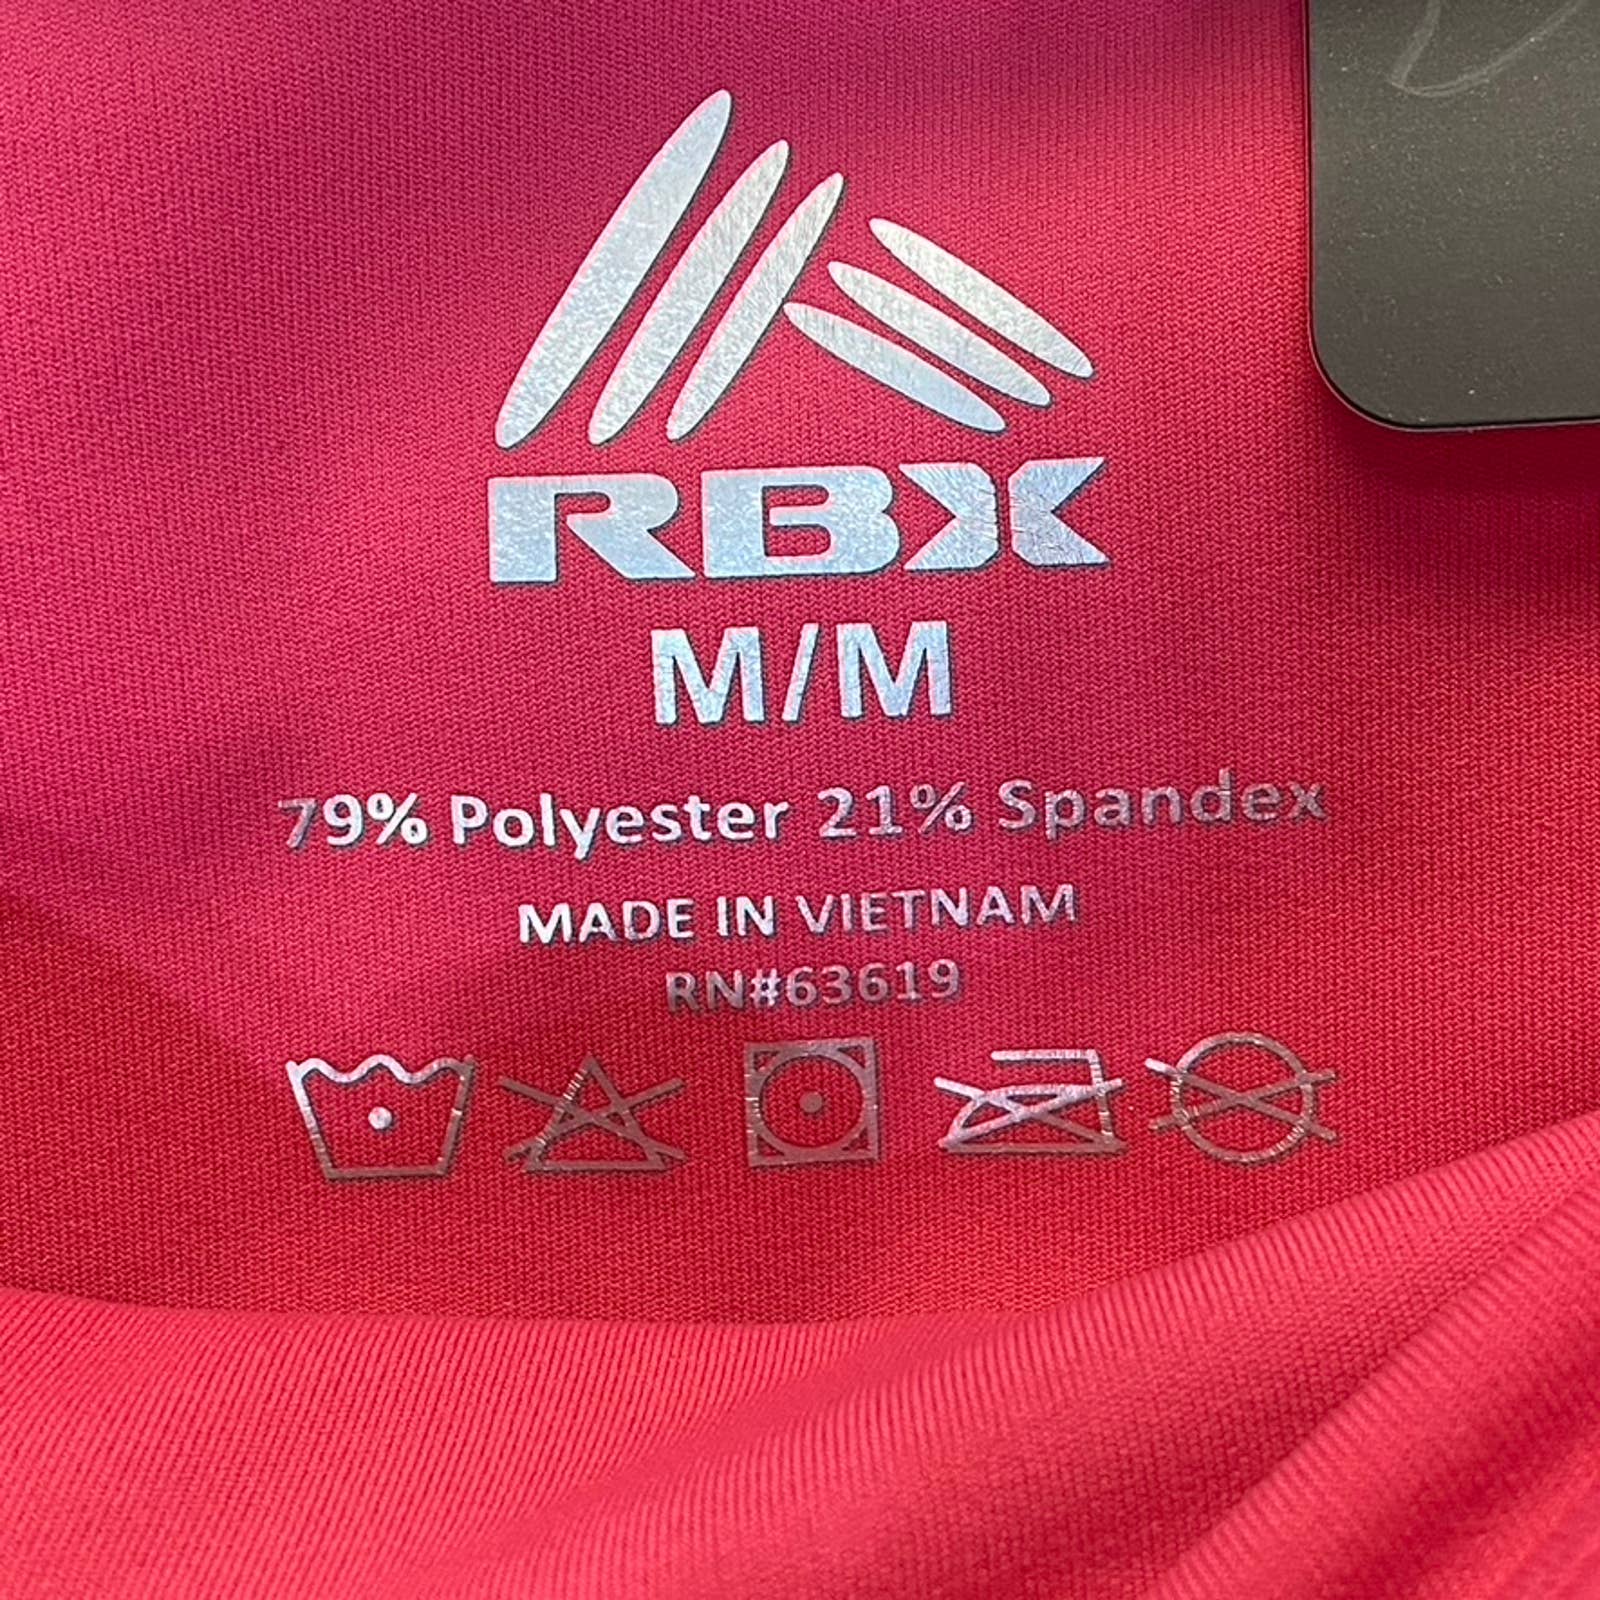 RBX
M/M
79% Polyester 21% Spandex
MADE IN VIETNAM
RN#63619